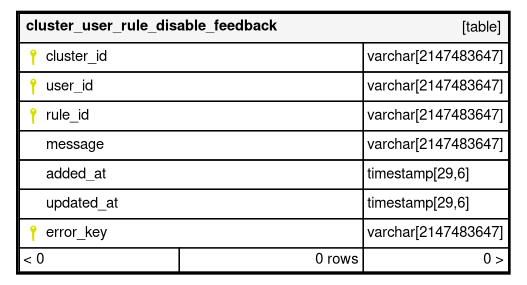 cluster_user_rule_disable_feedback [table]
cluster_id varchar[2147483647]
user_id varchar[2147483647]
rule_id varchar[2147483647]
message varchar[2147483647]
added_at timestamp[29,6]
updated_at timestamp[29,6]
error_key varchar[2147483647]
< 0 0 rows 0 >